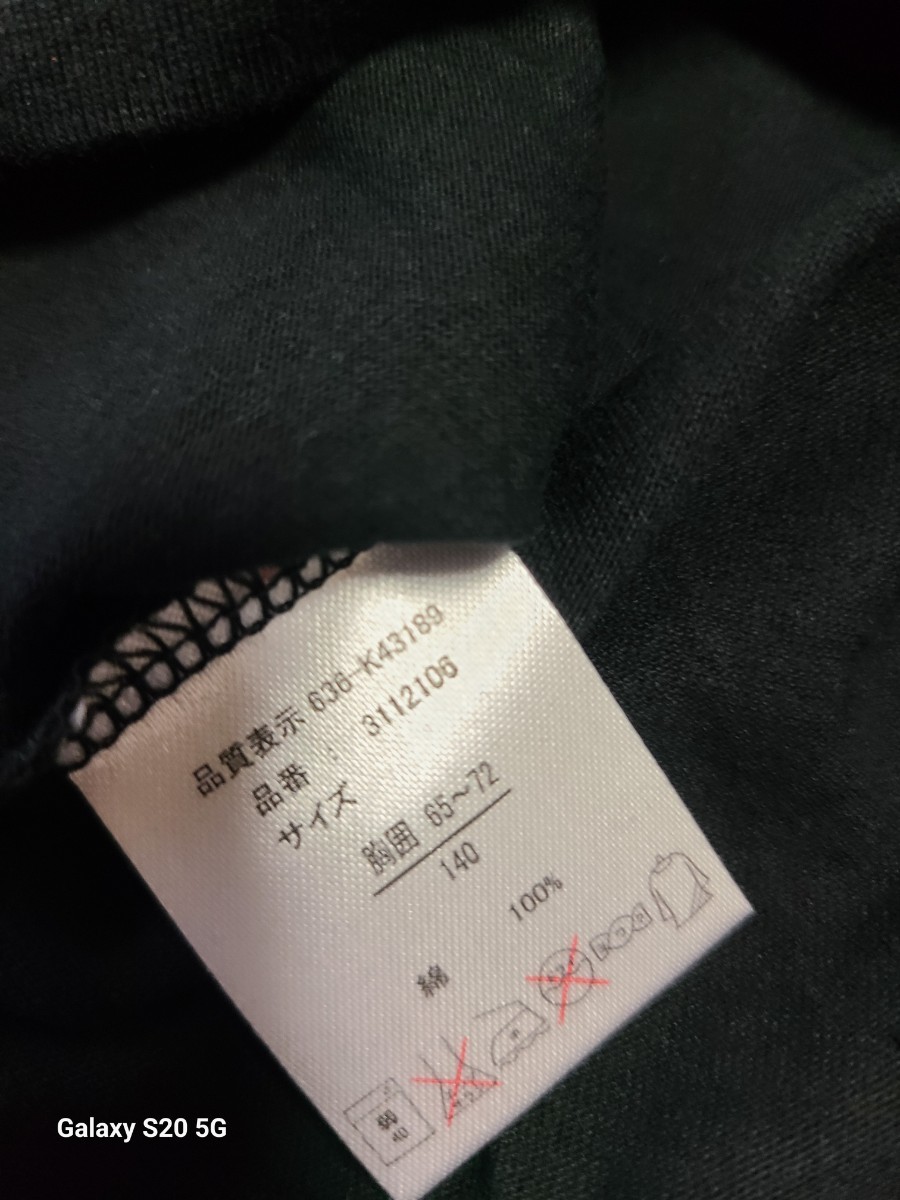 品質表示 636-K43189
品番 : 3112106
サイズ
胸囲 65〜72
140
綿 100%
40
Galaxy S20 5G